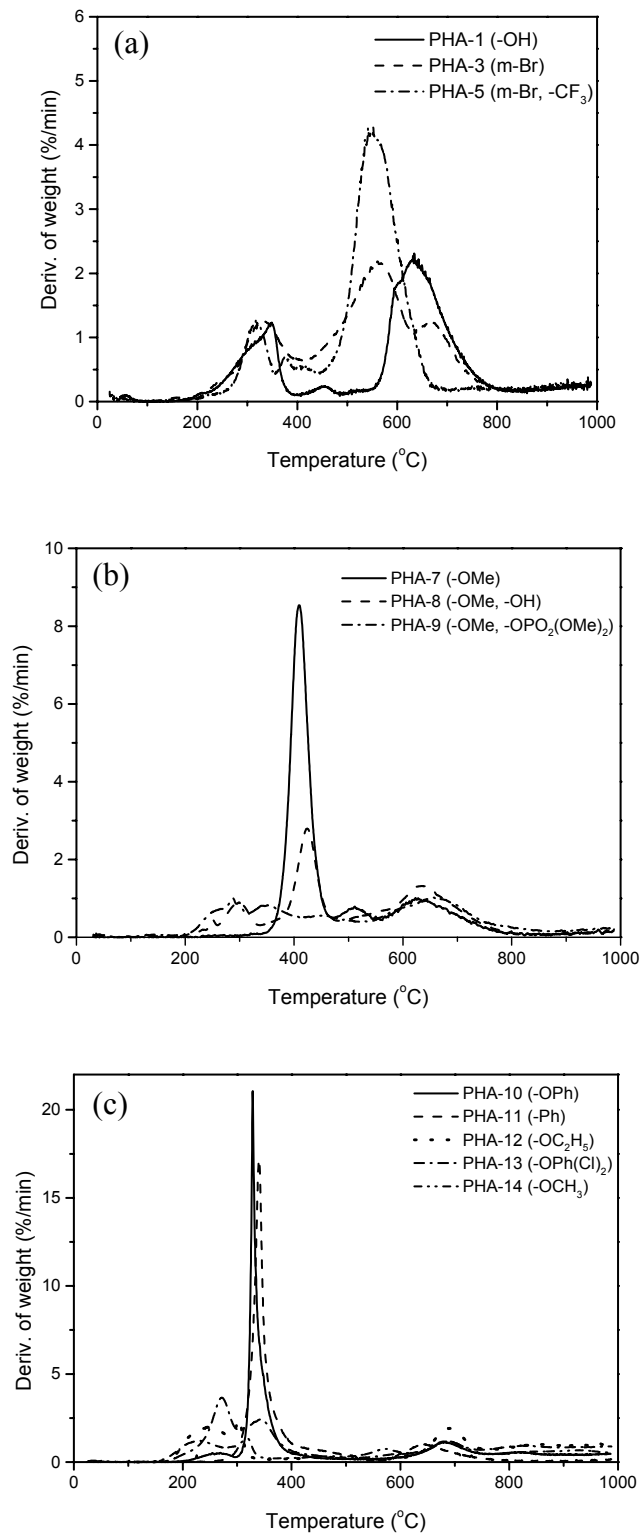 (a)
PHA-1 (-OH)
PHA-3 (m-Br)
PHA-5 (m-Br, -CF₃)
6
5
4
3
2
1
0
Deriv. of weight (%/min)
0 200 400 600 800 1000
Temperature (°C)
(b)
PHA-7 (-OMe)
PHA-8 (-OMe, -OH)
PHA-9 (-OMe, -OPO₂(OMe)₂)
10
8
6
4
2
0
Deriv. of weight (%/min)
0 200 400 600 800 1000
Temperature (°C)
(c)
PHA-10 (-OPh)
PHA-11 (-Ph)
PHA-12 (-OC₂H₅)
PHA-13 (-OPh(Cl)₂)
PHA-14 (-OCH₃)
20
15
10
5
0
Deriv. of weight (%/min)
0 200 400 600 800 1000
Temperature (°C)